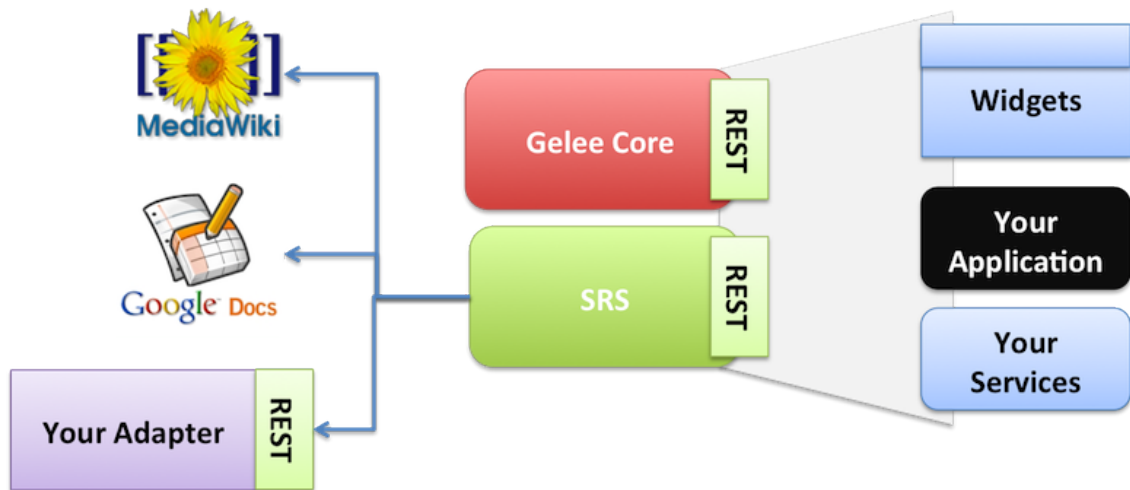 [[ ]]
MediaWiki
Google Docs
Your Adapter
REST
Gelee Core
REST
SRS
REST
Widgets
Your
Application
Your
Services